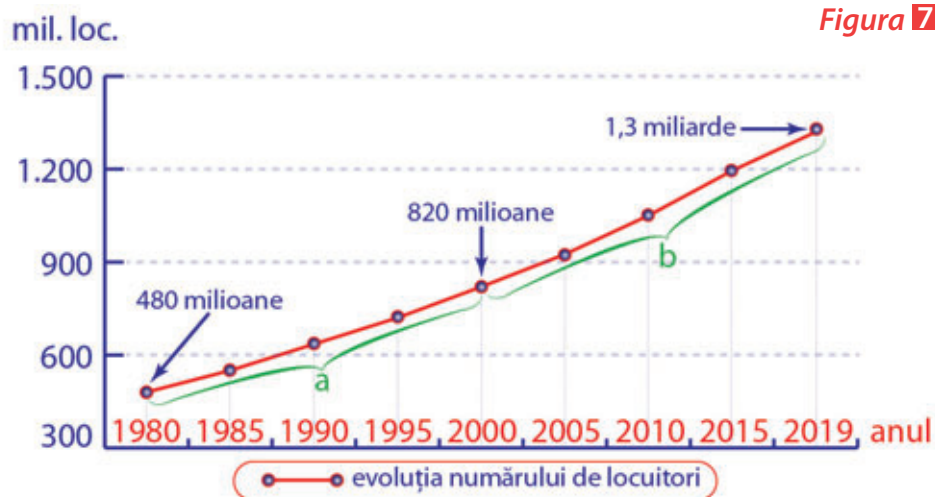 Figura 7
mil. loc.
1.500
1,3 miliarde
1.200
820 milioane
900
b
480 milioane
600
a
300
1980 1985 1990 1995 2000 2005 2010 2015 2019 anul
evoluția numărului de locuitori